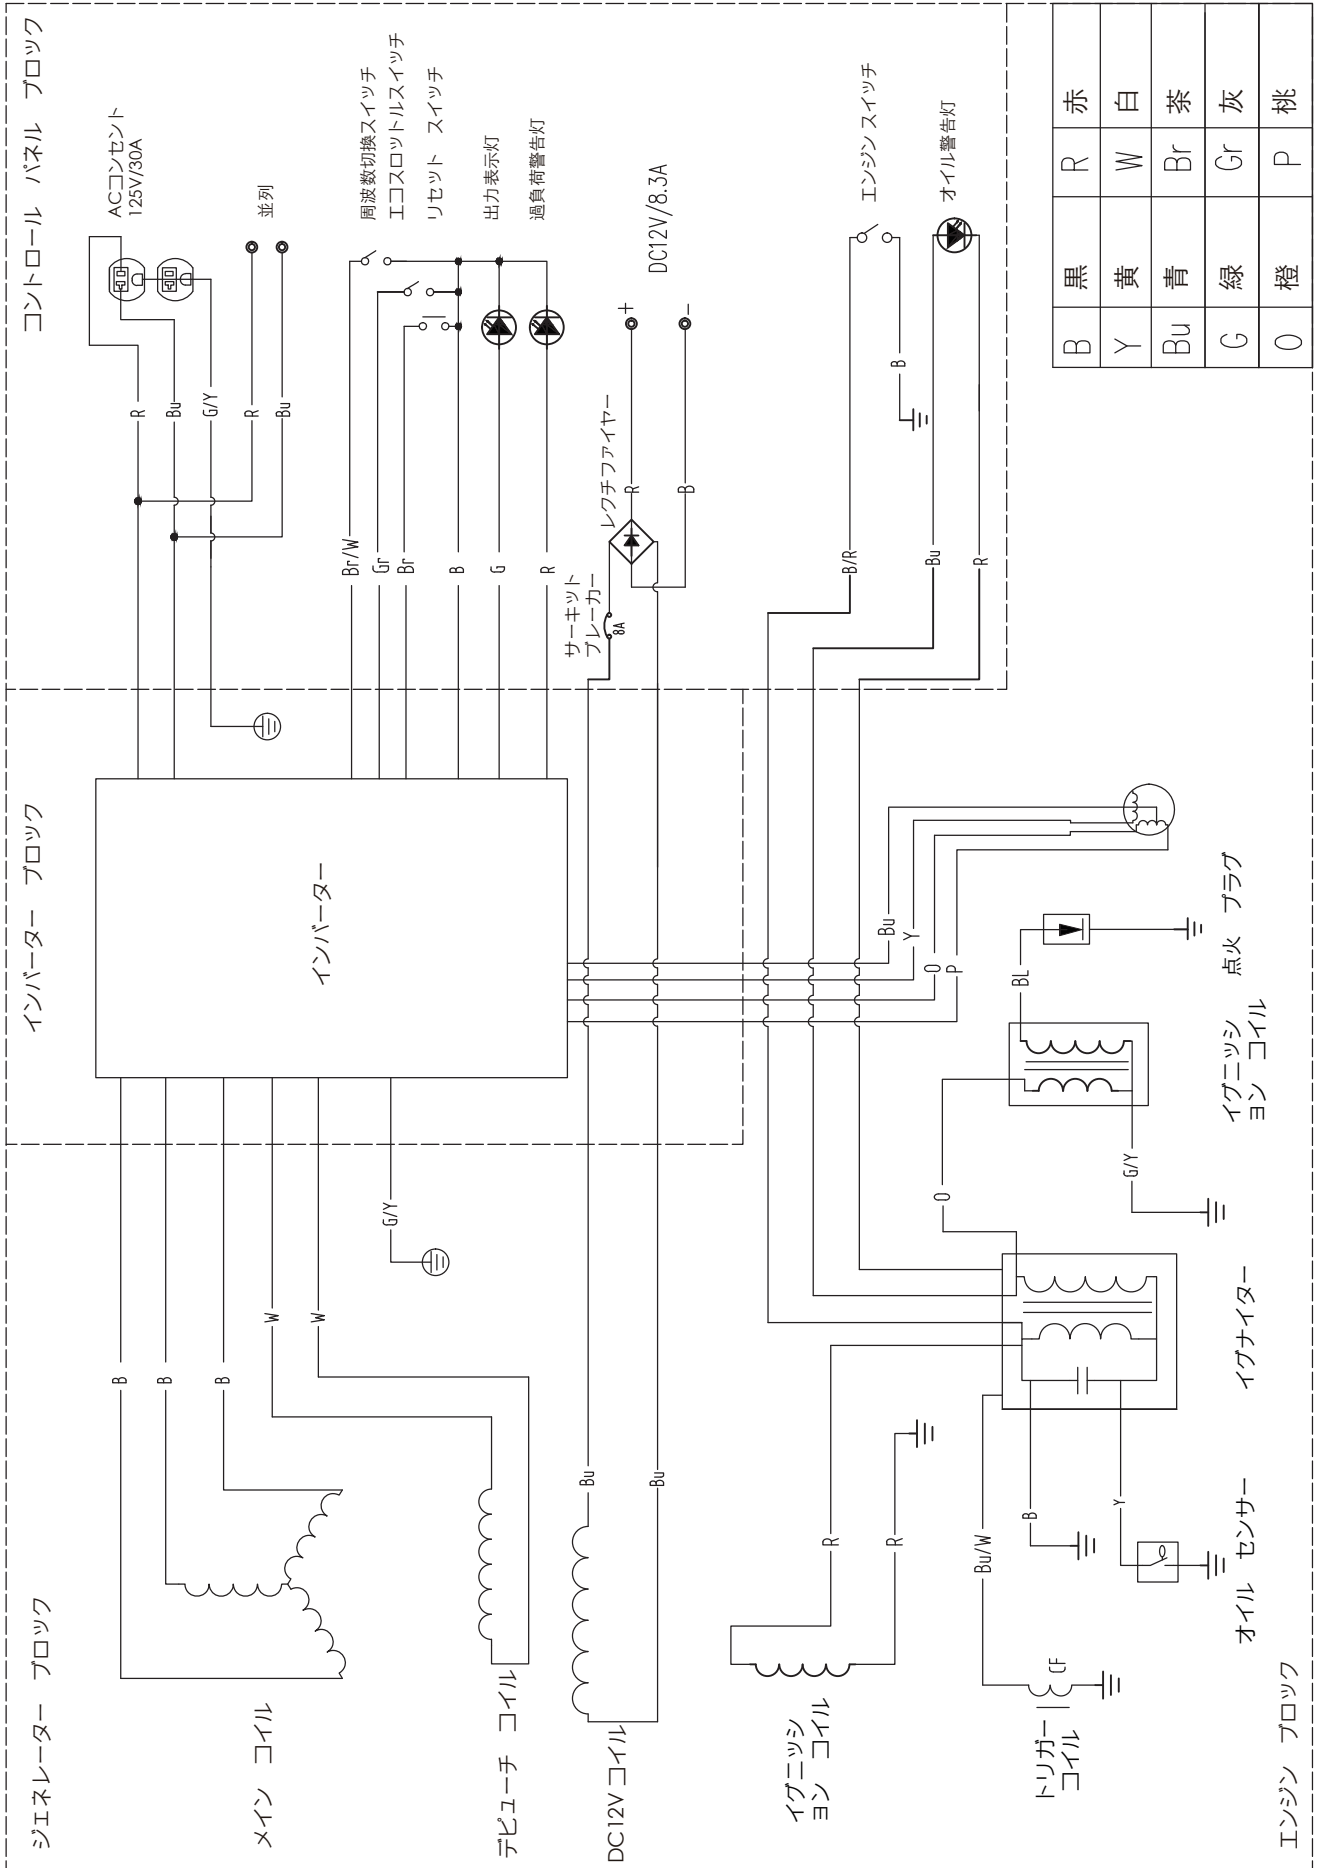 ジェネレーター ブロック
インバーター ブロック
コントロール パネル ブロック
メイン コイル
デピューチ コイル
DC12V コイル
イグニッシ
ョン コイル
トリガー
コイル
エンジン ブロック
CF
B
B
B
W
W
G/Y
Bu
Bu
R
R
Bu/W
B
Y
オイル センサー
イグナイター
O
G/Y
イグニッシ
ョン コイル
BL
点火 プラグ
インバーター
Bu
Y
O
P
R
Bu
G/Y
R
Bu
ACコンセント
125V/30A
並列
Br/W
Gr
Br
B
G
R
周波数切換スイッチ
エコスロットルスイッチ
リセット スイッチ
出力表示灯
過負荷警告灯
サーキット
ブレーカー
8A
レクチファイヤー
R
B
+
-
DC12V/8.3A
B/R
B
エンジン スイッチ
Bu
R
オイル警告灯
B 黒 R 赤
Y 黄 W 白
Bu 青 Br 茶
G 緑 Gr 灰
O 橙 P 桃